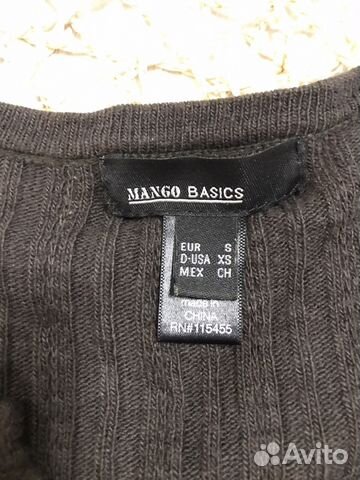 MANGO BASICS
EUR S
D-USA XS
MEX CH
made in
CHINA
RN#115455
Avito